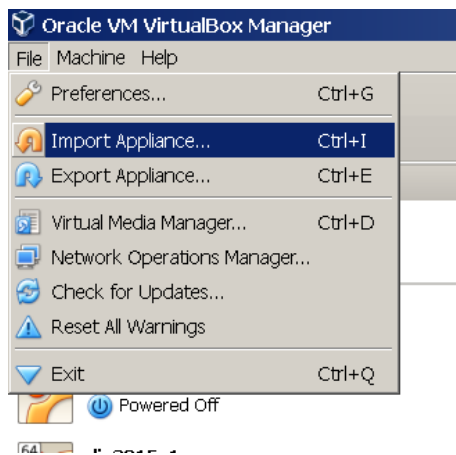 Oracle VM VirtualBox Manager
File Machine Help
Preferences... Ctrl+G
Import Appliance... Ctrl+I
Export Appliance... Ctrl+E
Virtual Media Manager... Ctrl+D
Network Operations Manager...
Check for Updates...
Reset All Warnings
Exit Ctrl+Q
Powered Off
64